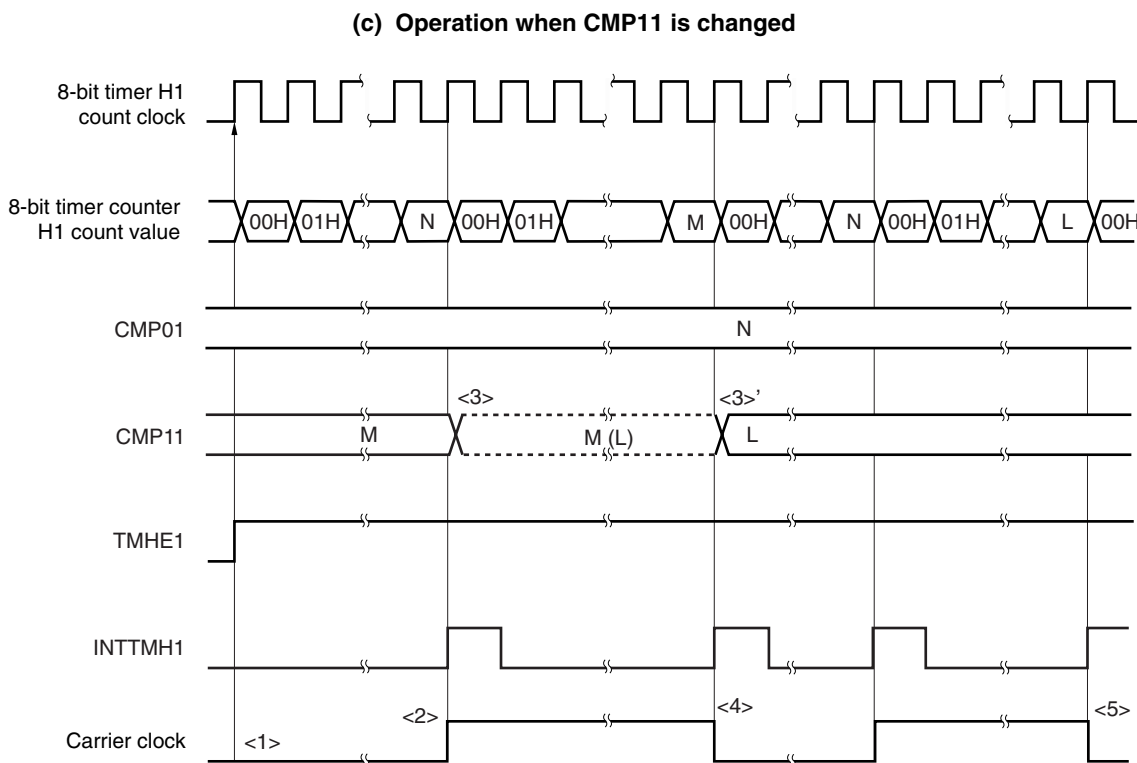 (c) Operation when CMP11 is changed
8-bit timer H1
count clock
8-bit timer counter
H1 count value
00H 01H N 00H 01H M 00H N 00H 01H L 00H
CMP01
N
<3> <3>’
CMP11
M M (L) L
TMHE1
INTTMH1
<2> <4> <5>
Carrier clock
<1>